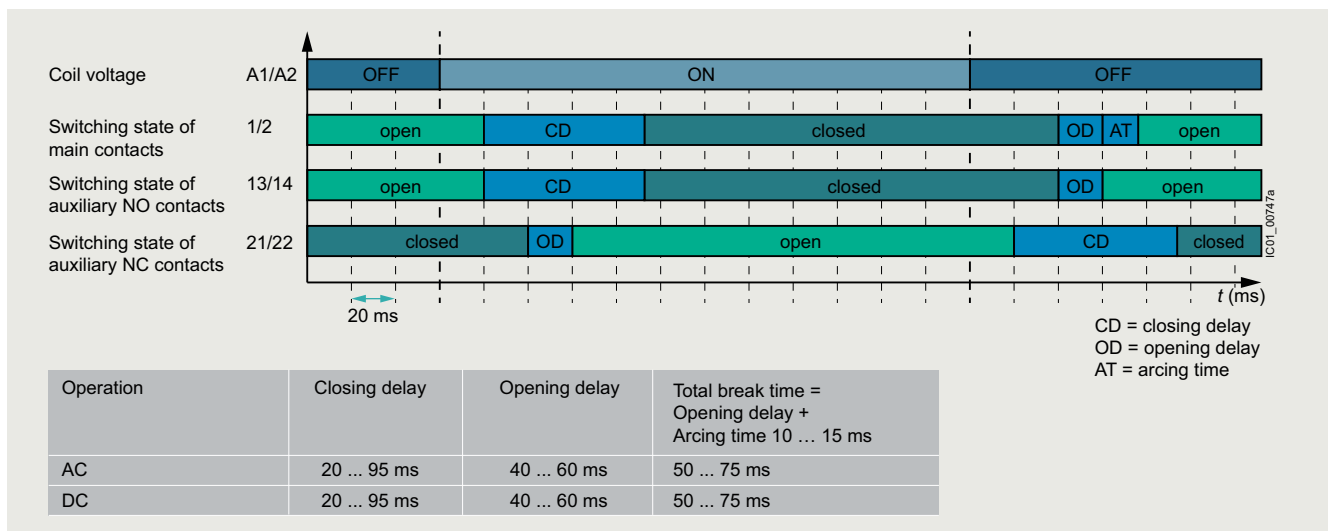 Coil voltage A1/A2 OFF ON OFF
Switching state of
main contacts 1/2 open CD closed OD AT open
Switching state of
auxiliary NO contacts 13/14 open CD closed OD open
Switching state of
auxiliary NC contacts 21/22 closed OD open CD closed
IC01_00747a
t (ms)
20 ms
CD = closing delay
OD = opening delay
AT = arcing time
Operation Closing delay Opening delay Total break time =
Opening delay +
Arcing time 10 … 15 ms
AC 20 ... 95 ms 40 ... 60 ms 50 ... 75 ms
DC 20 ... 95 ms 40 ... 60 ms 50 ... 75 ms